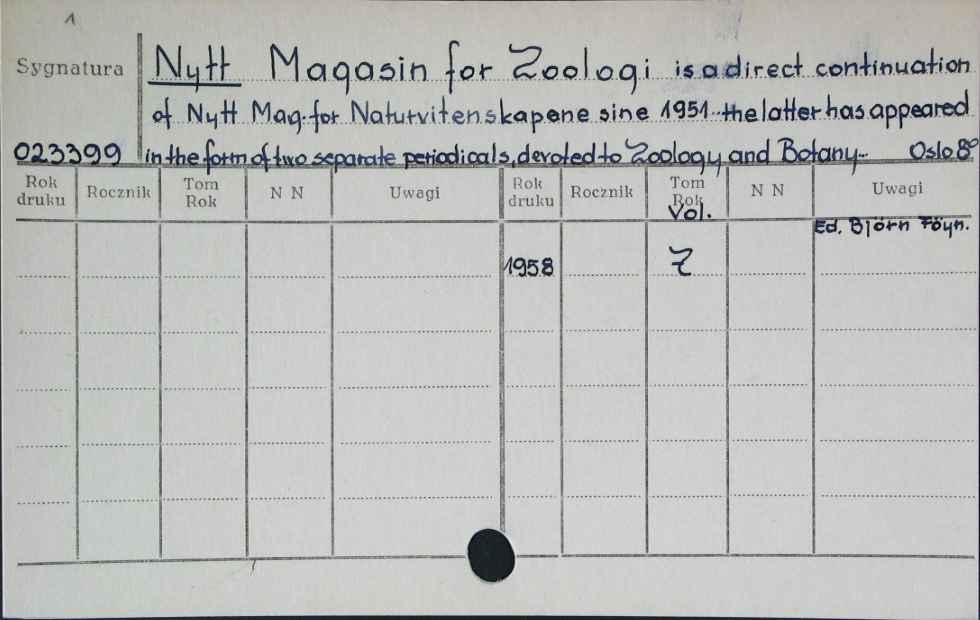 1
Sygnatura Nytt Magasin for Zoologi is a direct continuation
of Nytt Mag. for Naturvitenskapene sine 1951 the latter has appeared
023399 in the form of two separate periodicals, devoted to Zoology and Botany. Oslo 8°
Rok druku Rocznik Tom Rok N N Uwagi Rok druku Rocznik Tom Rok N N Uwagi
Vol. Ed. Björn Föyn.
1958 7